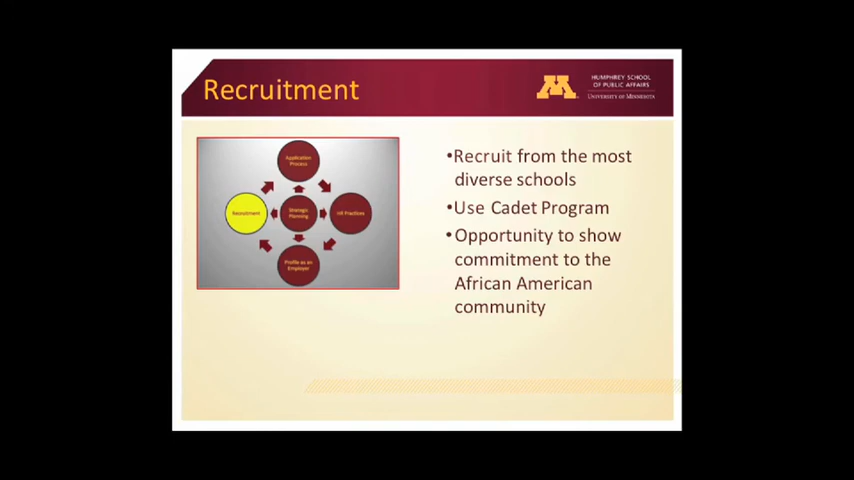 Recruitment
M
HUMPHREY SCHOOL
OF PUBLIC AFFAIRS
UNIVERSITY OF MINNESOTA
Application
Process
Recruitment
Strategic
Planning
HR Practices
Profile as an
Employer
•Recruit from the most
diverse schools
•Use Cadet Program
•Opportunity to show
commitment to the
African American
community